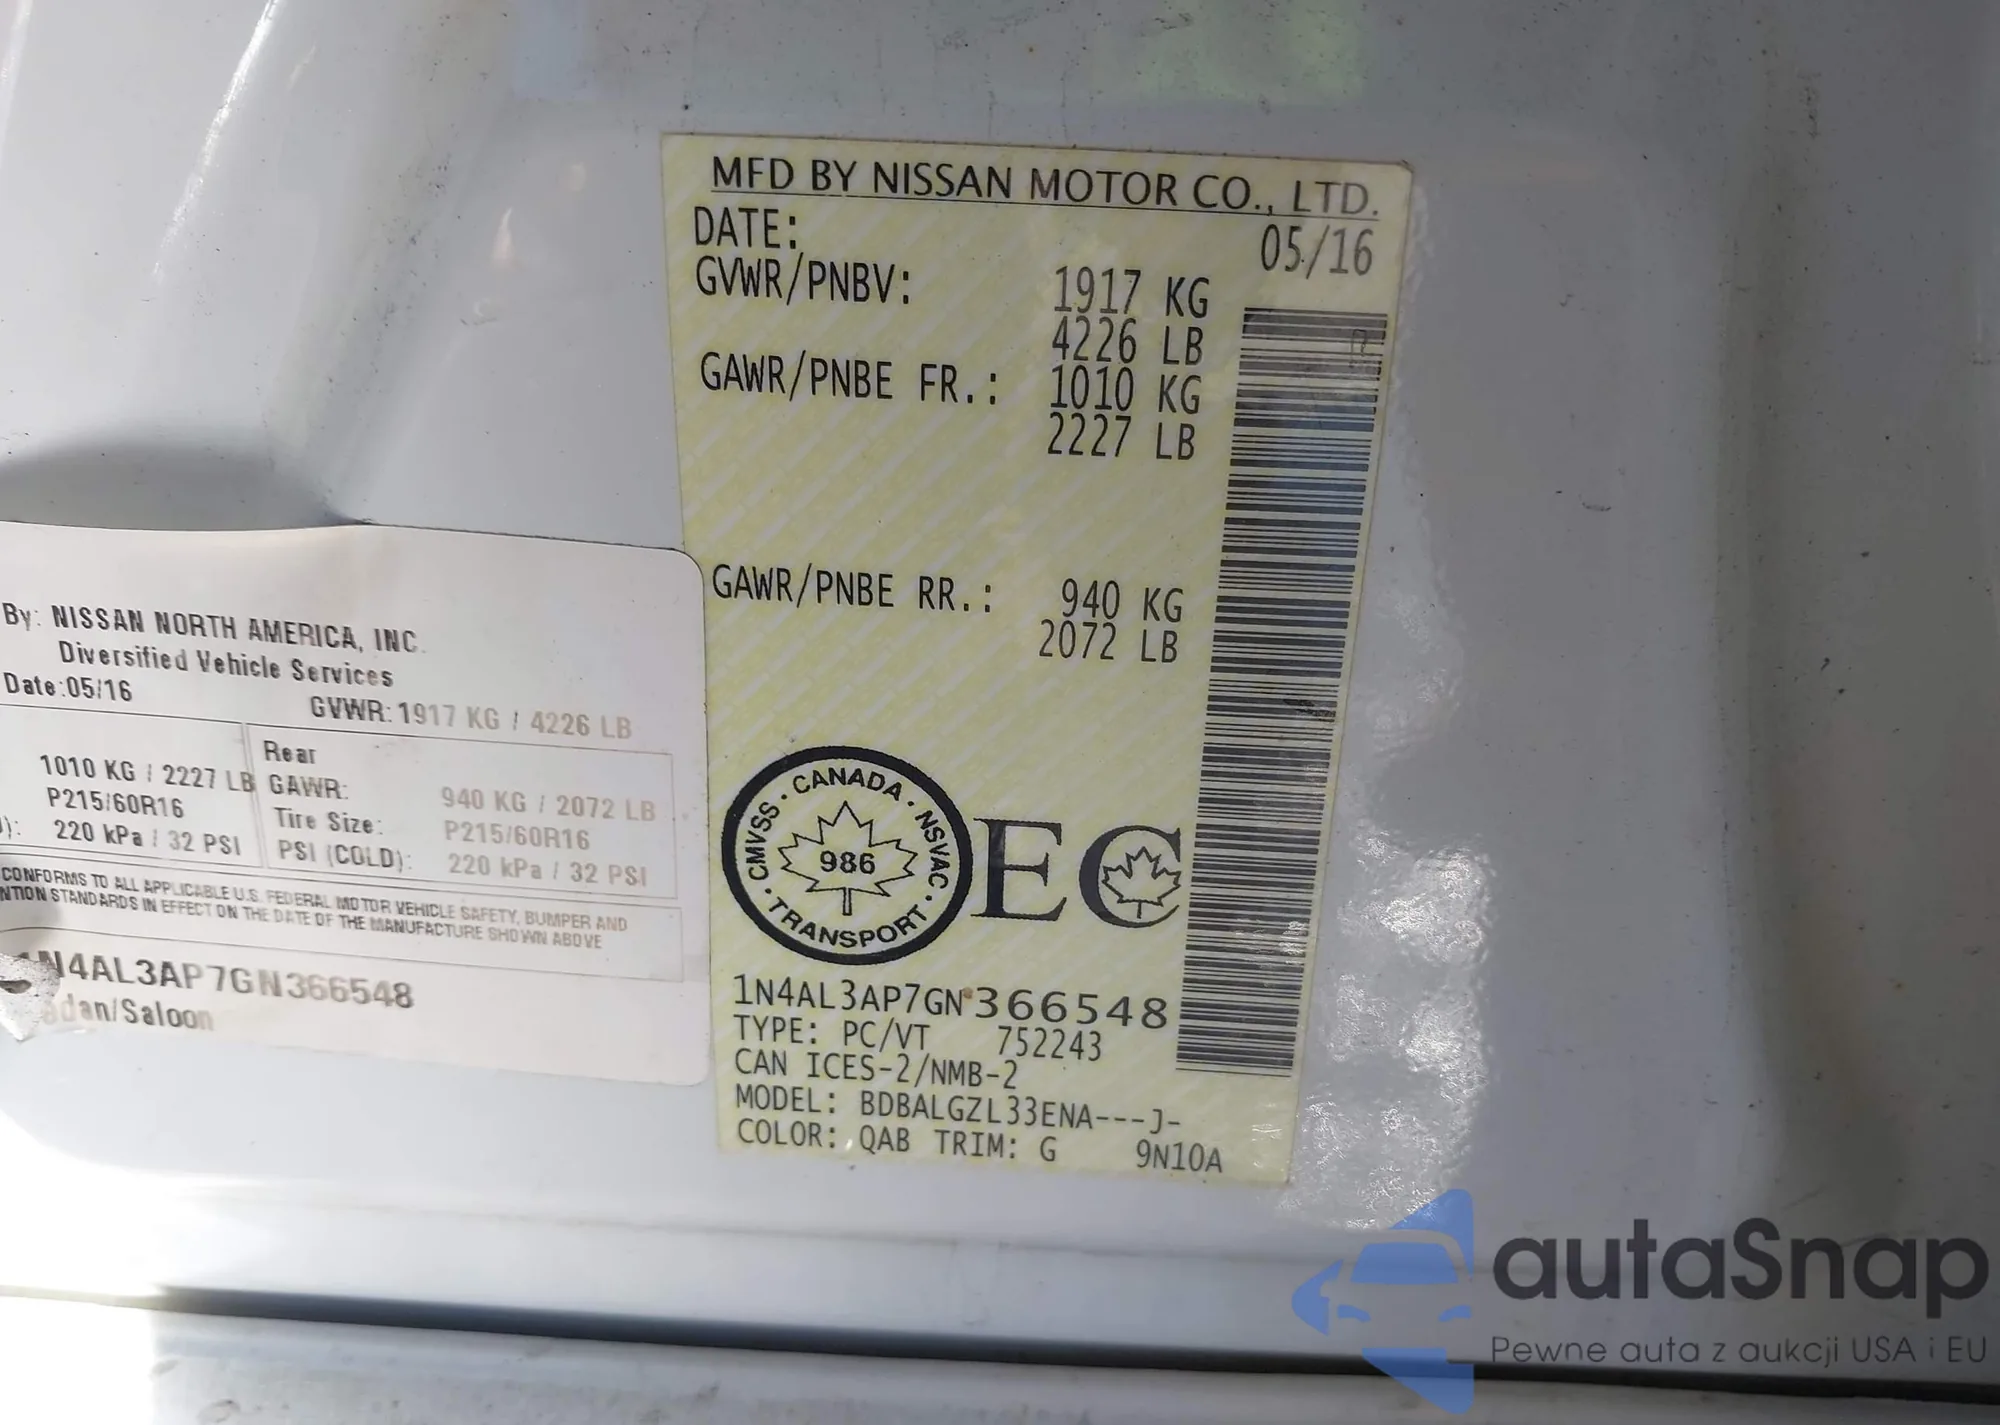 MFD BY NISSAN MOTOR CO., LTD.
DATE: 05/16
GVWR/PNBV: 1917 KG
4226 LB
GAWR/PNBE FR.: 1010 KG
2227 LB
GAWR/PNBE RR.: 940 KG
2072 LB
CANADA · NSVAC · TRANSPORT · CMVSS ·
986
EC
1N4AL3AP7GN366548
TYPE: PC/VT 752243
CAN ICES-2/NMB-2
MODEL: BDBALGZL33ENA---J-
COLOR: QAB TRIM: G 9N10A
By: NISSAN NORTH AMERICA, INC.
Diversified Vehicle Services
Date:05/16
GVWR: 1917 KG / 4226 LB
1010 KG / 2227 LB
P215/60R16
220 kPa / 32 PSI
Rear
GAWR: 940 KG / 2072 LB
Tire Size: P215/60R16
PSI (COLD): 220 kPa / 32 PSI
CONFORMS TO ALL APPLICABLE U.S. FEDERAL MOTOR VEHICLE SAFETY, BUMPER AND
STANDARDS IN EFFECT ON THE DATE OF THE MANUFACTURE SHOWN ABOVE
1N4AL3AP7GN366548
dan/Saloon
autaSnap
Pewne auta z aukcji USA i EU